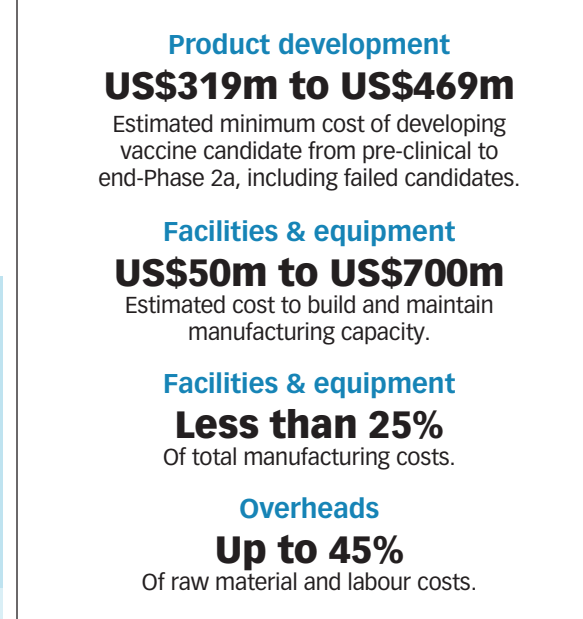 Product development
US$319m to US$469m
Estimated minimum cost of developing
vaccine candidate from pre-clinical to
end-Phase 2a, including failed candidates.
Facilities & equipment
US$50m to US$700m
Estimated cost to build and maintain
manufacturing capacity.
Facilities & equipment
Less than 25%
Of total manufacturing costs.
Overheads
Up to 45%
Of raw material and labour costs.